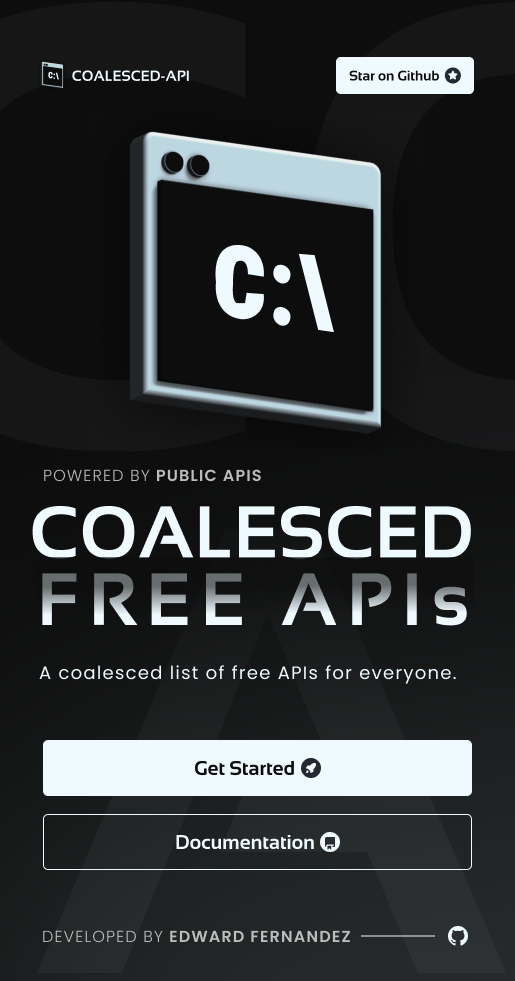 C:\ COALESCED-API
Star on Github
C:\
POWERED BY PUBLIC APIS
COALESCED
FREE APIs
A coalesced list of free APIs for everyone.
Get Started
Documentation
DEVELOPED BY EDWARD FERNANDEZ